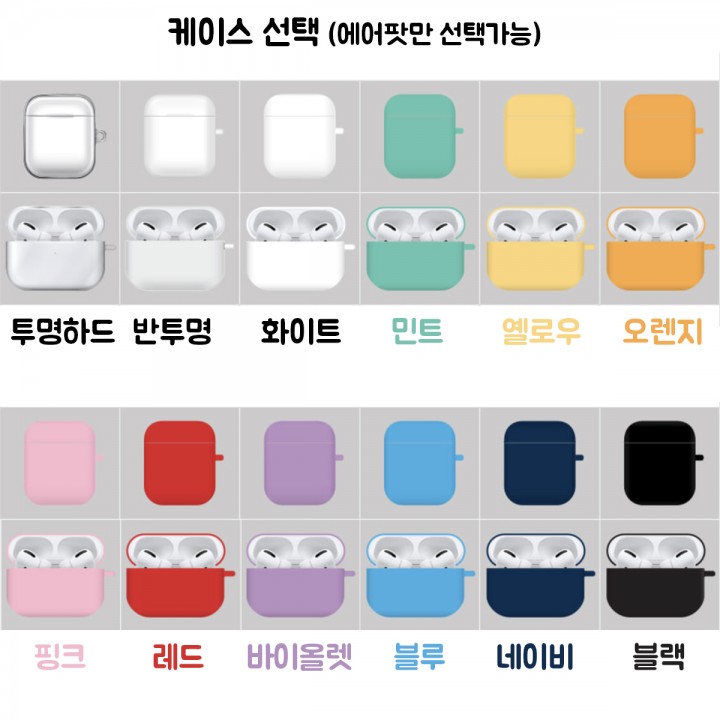 케이스 선택 (에어팟만 선택가능)
투명하드 반투명 화이트 민트 옐로우 오렌지
핑크 레드 바이올렛 블루 네이비 블랙